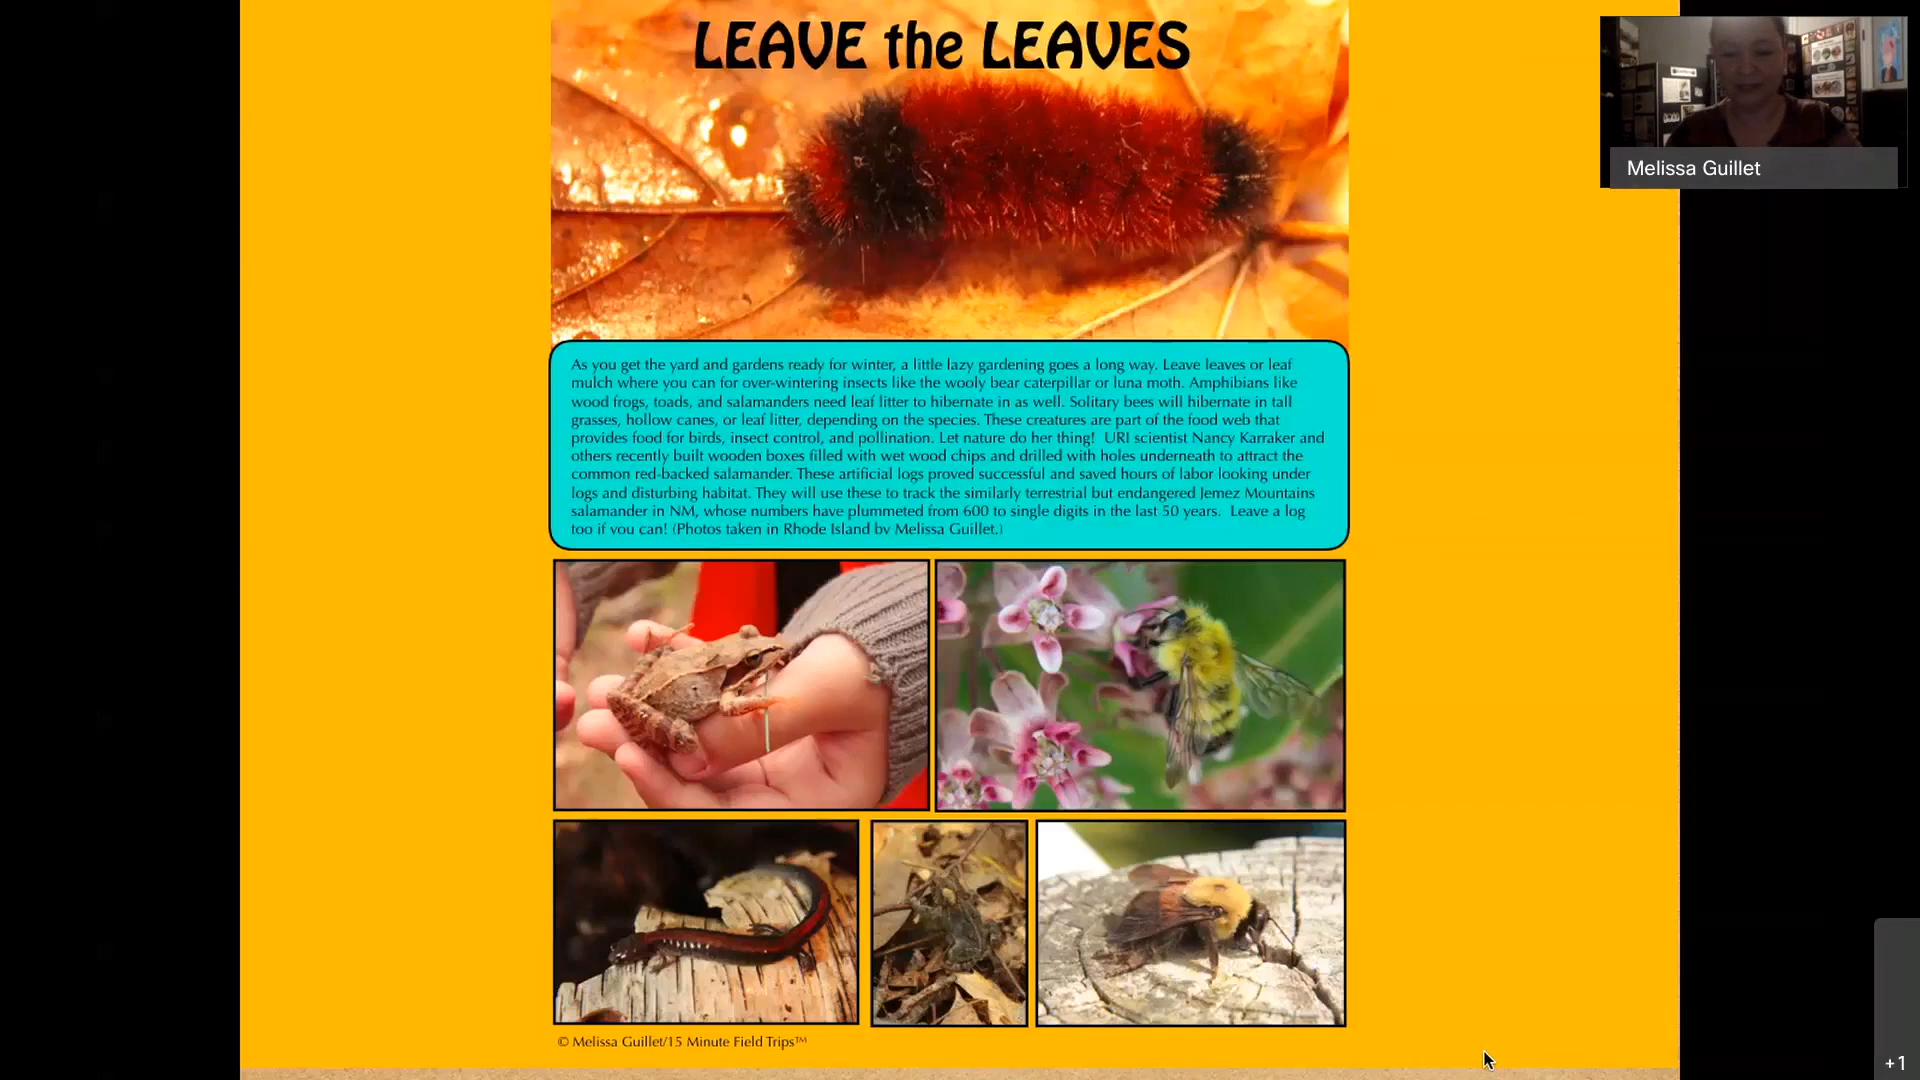 LEAVE the LEAVES
Melissa Guillet
As you get the yard and gardens ready for winter, a little lazy gardening goes a long way. Leave leaves or leaf
mulch where you can for over-wintering insects like the wooly bear caterpillar or luna moth. Amphibians like
wood frogs, toads, and salamanders need leaf litter to hibernate in as well. Solitary bees will hibernate in tall
grasses, hollow canes, or leaf litter, depending on the species. These creatures are part of the food web that
provides food for birds, insect control, and pollination. Let nature do her thing! URI scientist Nancy Karraker and
others recently built wooden boxes filled with wet wood chips and drilled with holes underneath to attract the
common red-backed salamander. These artificial logs proved successful and saved hours of labor looking under
logs and disturbing habitat. They will use these to track the similarly terrestrial but endangered Jemez Mountains
salamander in NM, whose numbers have plummeted from 600 to single digits in the last 50 years. Leave a log
too if you can! (Photos taken in Rhode Island by Melissa Guillet.)
© Melissa Guillet/15 Minute Field Trips™
+1